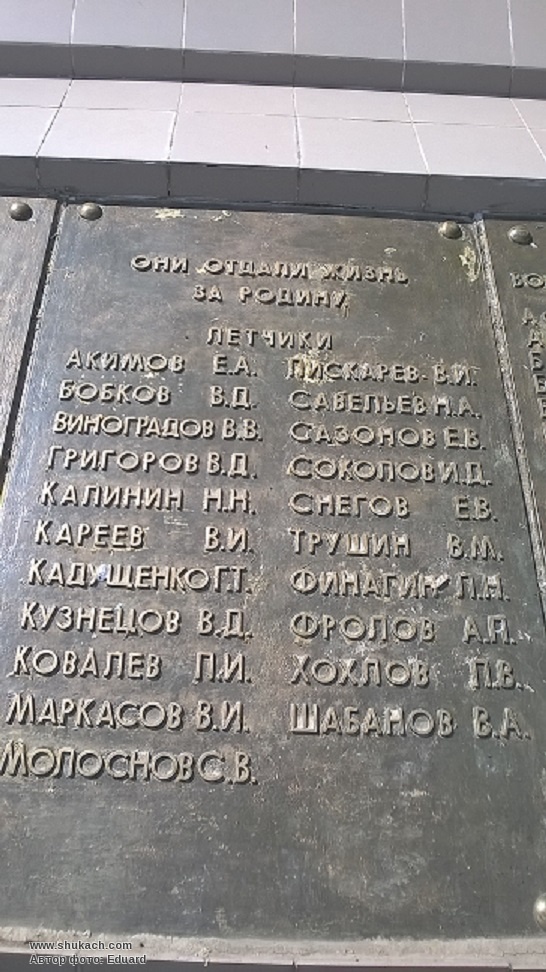 ОНИ ОТДАЛИ ЖИЗНЬ
ЗА РОДИНУ
ЛЕТЧИКИ
АКИМОВ Е.А.
БОБКОВ В.Д.
ВИНОГРАДОВ В.В.
ГРИГОРОВ В.Д.
КАЛИНИН Н.Н.
КАРЕЕВ В.И.
КАДУЩЕНКО Г.Т.
КУЗНЕЦОВ В.Д.
КОВАЛЕВ П.И.
МАРКАСОВ В.И.
МОЛОСНОВ С.В.
ПИСКАРЕВ В.И.
САВЕЛЬЕВ Н.А.
САЗОНОВ Е.В.
СОКОЛОВ И.Д.
СНЕГОВ Е.В.
ТРУШИН В.М.
ФИНАГИН Л.Н.
ФРОЛОВ А.Н.
ХОХЛОВ П.В.
ШАБАНОВ В.А.
www.shukach.com
Автор фото: Eduard